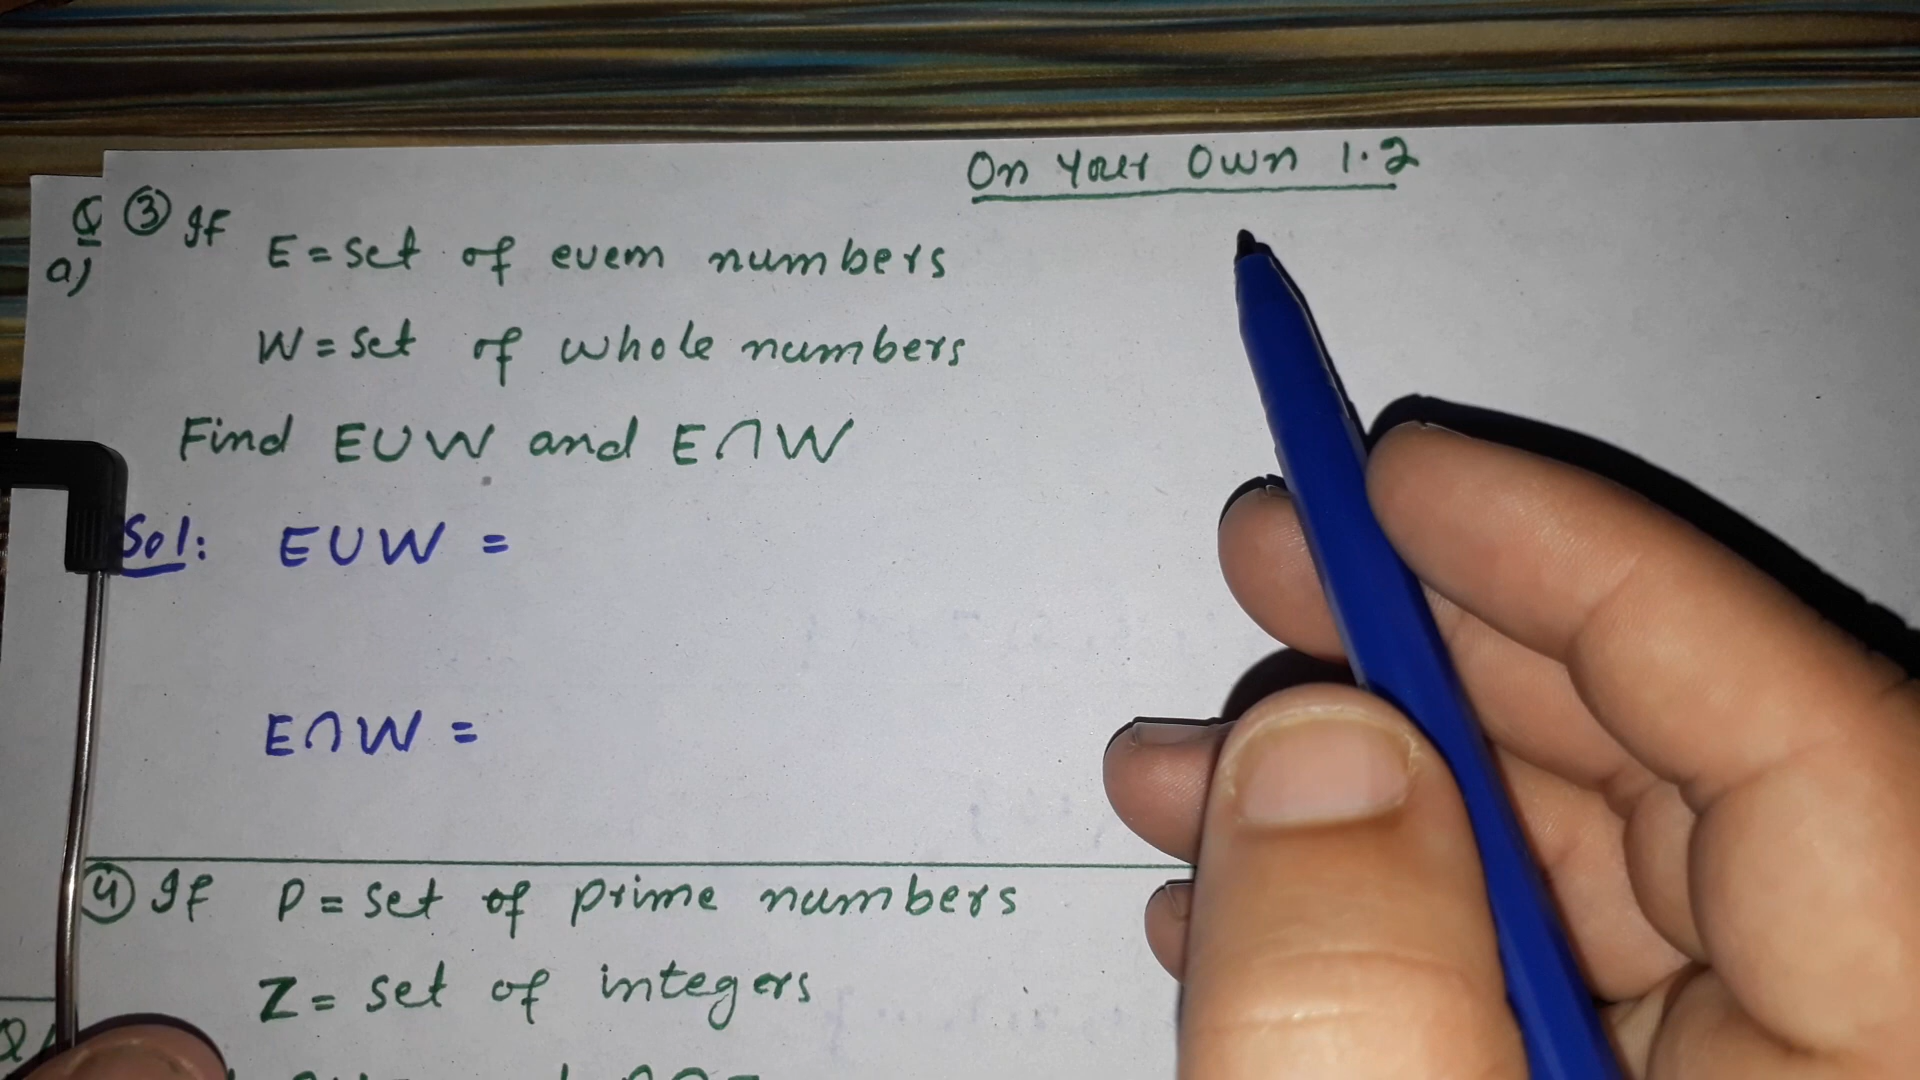 On Your Own 1.2
Q ③ If
a) E = set of even numbers
W = set of whole numbers
Find E∪W and E∩W
Sol: E∪W =
E∩W =
④ If P = set of prime numbers
Z = set of integers